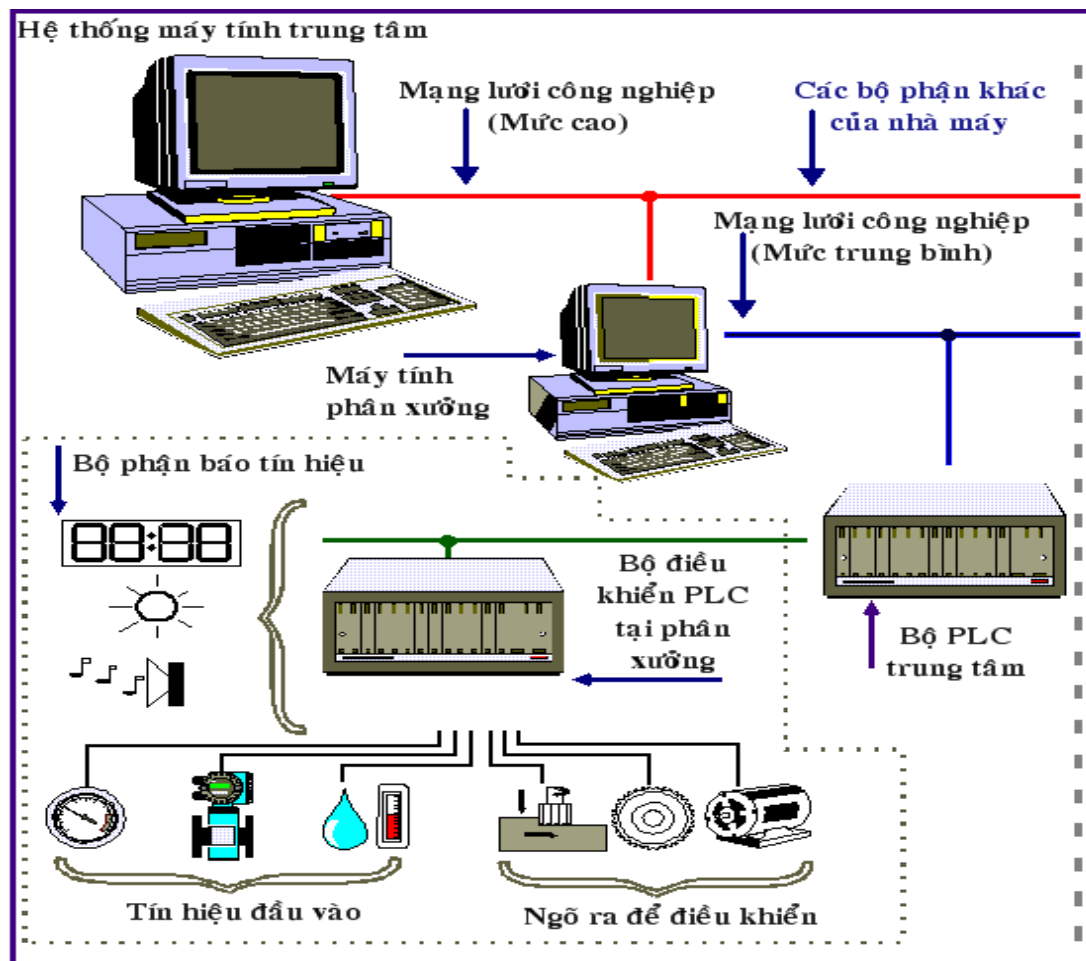 Hệ thống máy tính trung tâm
Mạng lưới công nghiệp
(Mức cao)
Các bộ phận khác
của nhà máy
Mạng lưới công nghiệp
(Mức trung bình)
Máy tính
phân xưởng
Bộ phận báo tín hiệu
88:88
Bộ điều
khiển PLC
tại phân
xưởng
Bộ PLC
trung tâm
Tín hiệu đầu vào
Ngõ ra để điều khiển